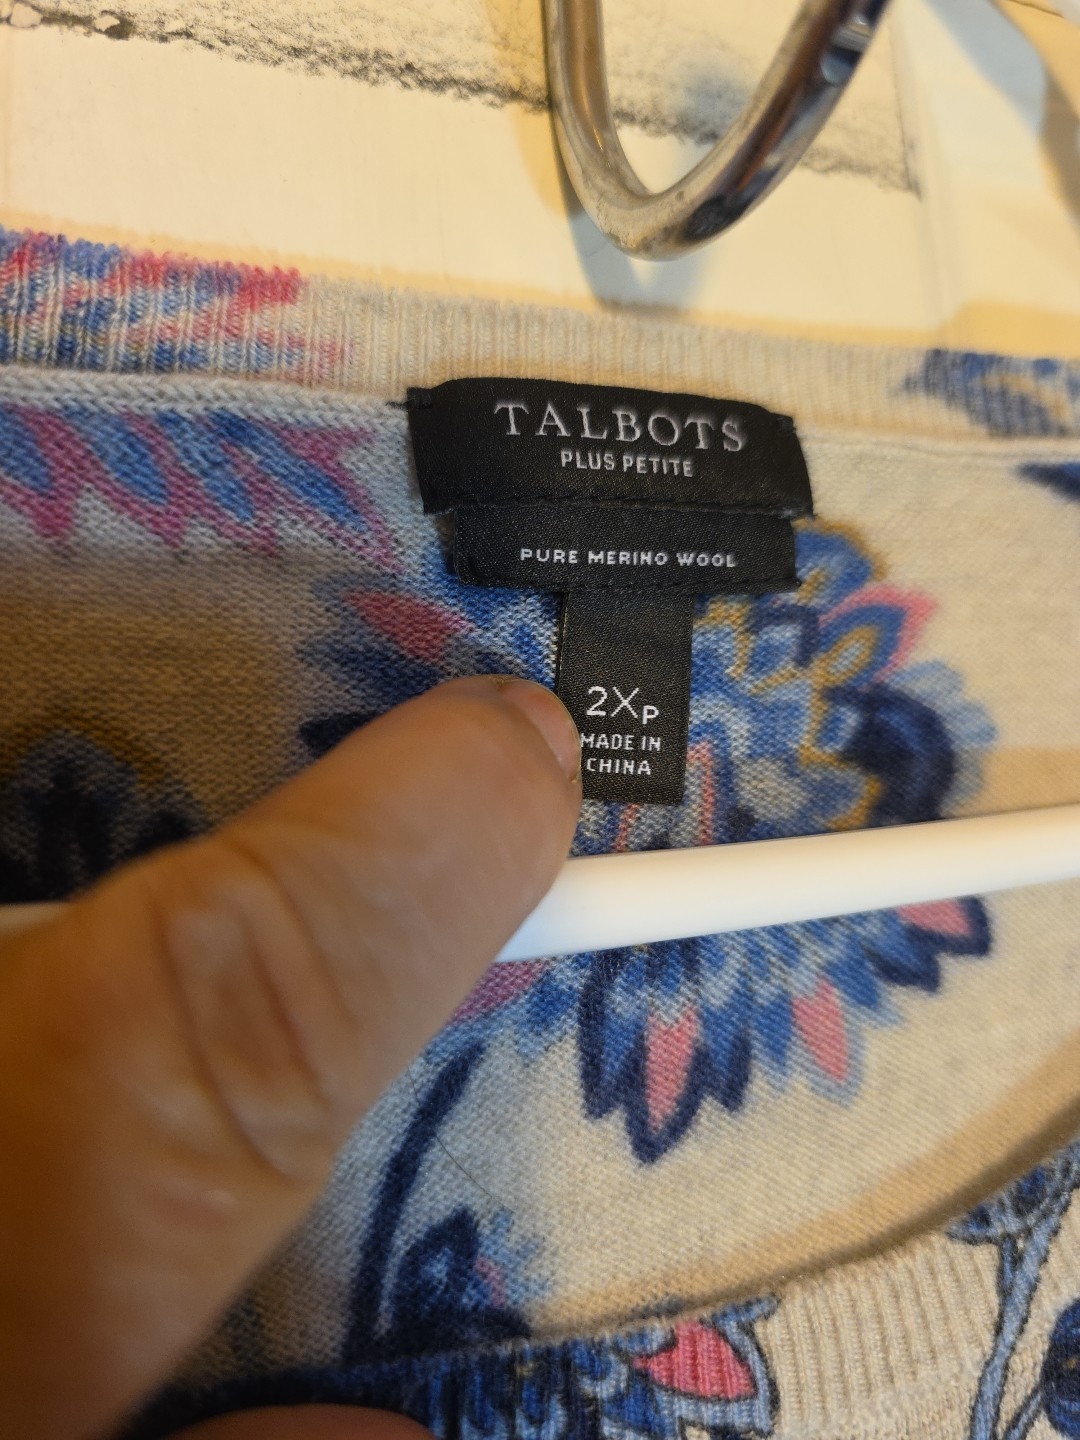 TALBOTS
PLUS PETITE
PURE MERINO WOOL
2XP
MADE IN
CHINA